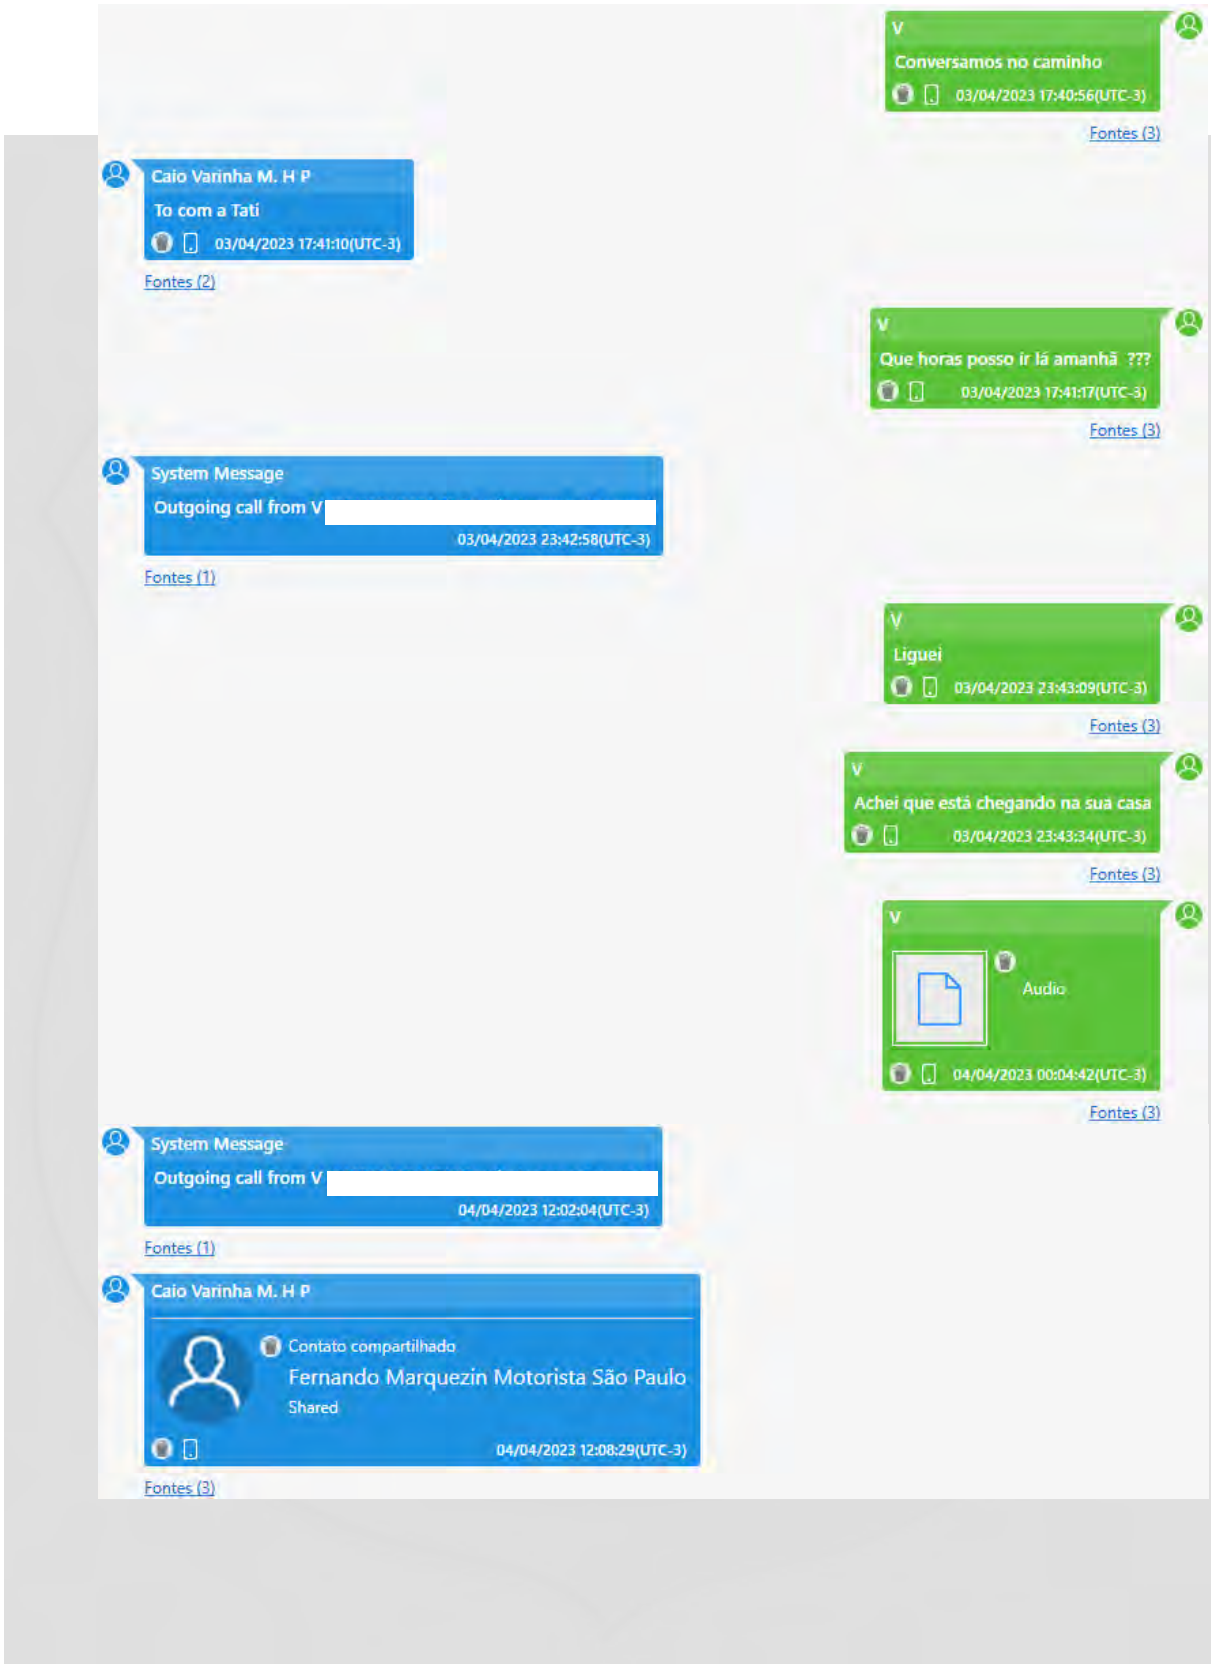 V
Conversamos no caminho
03/04/2023 17:40:56(UTC-3)
Fontes (3)
Caio Varinha M. H P
To com a Tati
03/04/2023 17:41:10(UTC-3)
Fontes (2)
V
Que horas posso ir lá amanhã ???
03/04/2023 17:41:17(UTC-3)
Fontes (3)
System Message
Outgoing call from V
03/04/2023 23:42:58(UTC-3)
Fontes (1)
V
Liguei
03/04/2023 23:43:09(UTC-3)
Fontes (3)
V
Achei que está chegando na sua casa
03/04/2023 23:43:34(UTC-3)
Fontes (3)
V
Audio
04/04/2023 00:04:42(UTC-3)
Fontes (3)
System Message
Outgoing call from V
04/04/2023 12:02:04(UTC-3)
Fontes (1)
Caio Varinha M. H P
Contato compartilhado
Fernando Marquezin Motorista São Paulo
Shared
04/04/2023 12:08:29(UTC-3)
Fontes (3)